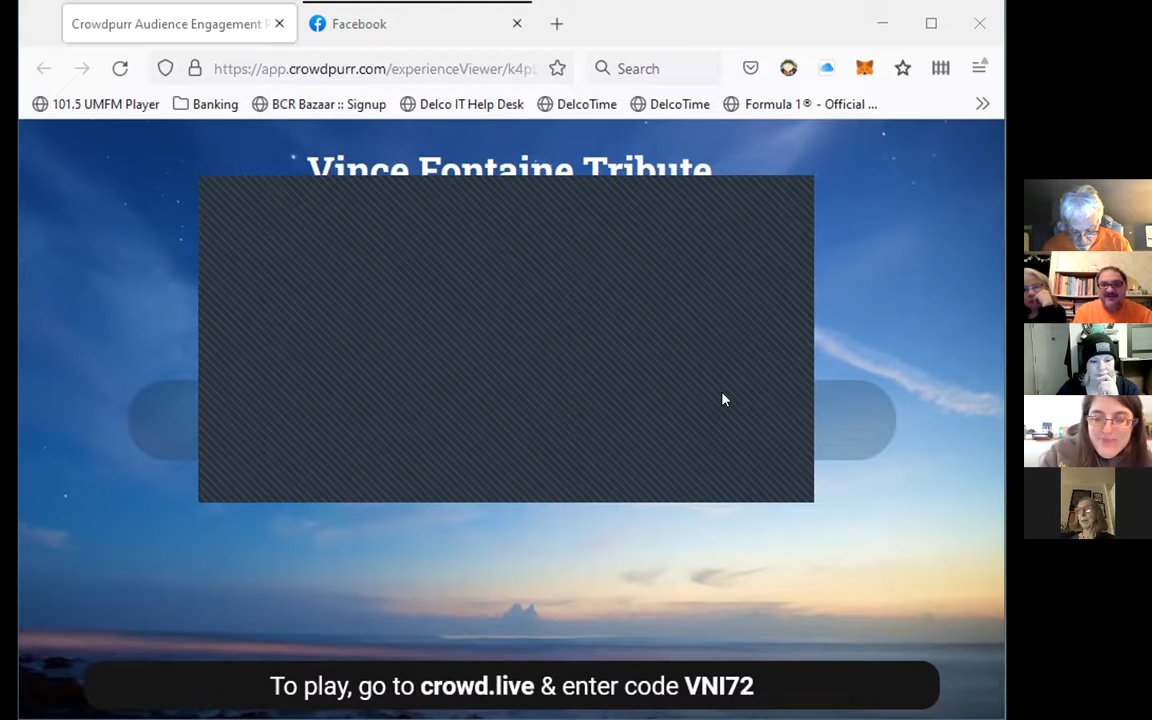 Crowdpurr Audience Engagement
Facebook
https://app.crowdpurr.com/experienceViewer/k4p
Search
101.5 UMFM Player
Banking
BCR Bazaar :: Signup
Delco IT Help Desk
DelcoTime
DelcoTime
Formula 1® - Official ...
Vince Fontaine Tribute
To play, go to crowd.live & enter code VNI72